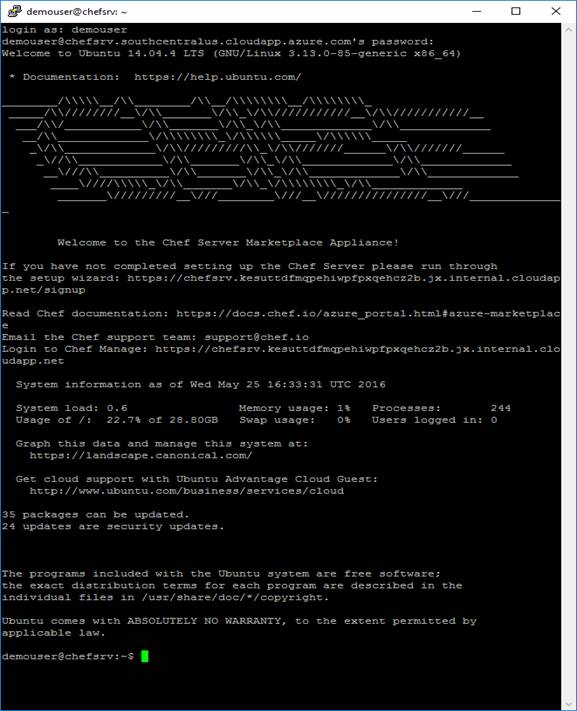 demouser@chefsrv: ~
login as: demouser
demouser@chefsrv.southcentralus.cloudapp.azure.com's password:
Welcome to Ubuntu 14.04.4 LTS (GNU/Linux 3.13.0-85-generic x86_64)
* Documentation:  https://help.ubuntu.com/
Welcome to the Chef Server Marketplace Appliance!
If you have not completed setting up the Chef Server please run through
the setup wizard: https://chefsrv.kesuttdfmqpehiwpfpxqehcz2b.jx.internal.cloudap
p.net/signup
Read Chef documentation: https://docs.chef.io/azure_portal.html#azure-marketplac
e
Email the Chef support team: support@chef.io
Login to Chef Manage: https://chefsrv.kesuttdfmqpehiwpfpxqehcz2b.jx.internal.clo
udapp.net
System information as of Wed May 25 16:33:31 UTC 2016
System load: 0.6 Memory usage: 1% Processes: 244
Usage of /: 22.7% of 28.80GB Swap usage: 0% Users logged in: 0
Graph this data and manage this system at:
https://landscape.canonical.com/
Get cloud support with Ubuntu Advantage Cloud Guest:
http://www.ubuntu.com/business/services/cloud
35 packages can be updated.
24 updates are security updates.
The programs included with the Ubuntu system are free software;
the exact distribution terms for each program are described in the
individual files in /usr/share/doc/*/copyright.
Ubuntu comes with ABSOLUTELY NO WARRANTY, to the extent permitted by
applicable law.
demouser@chefsrv:~$